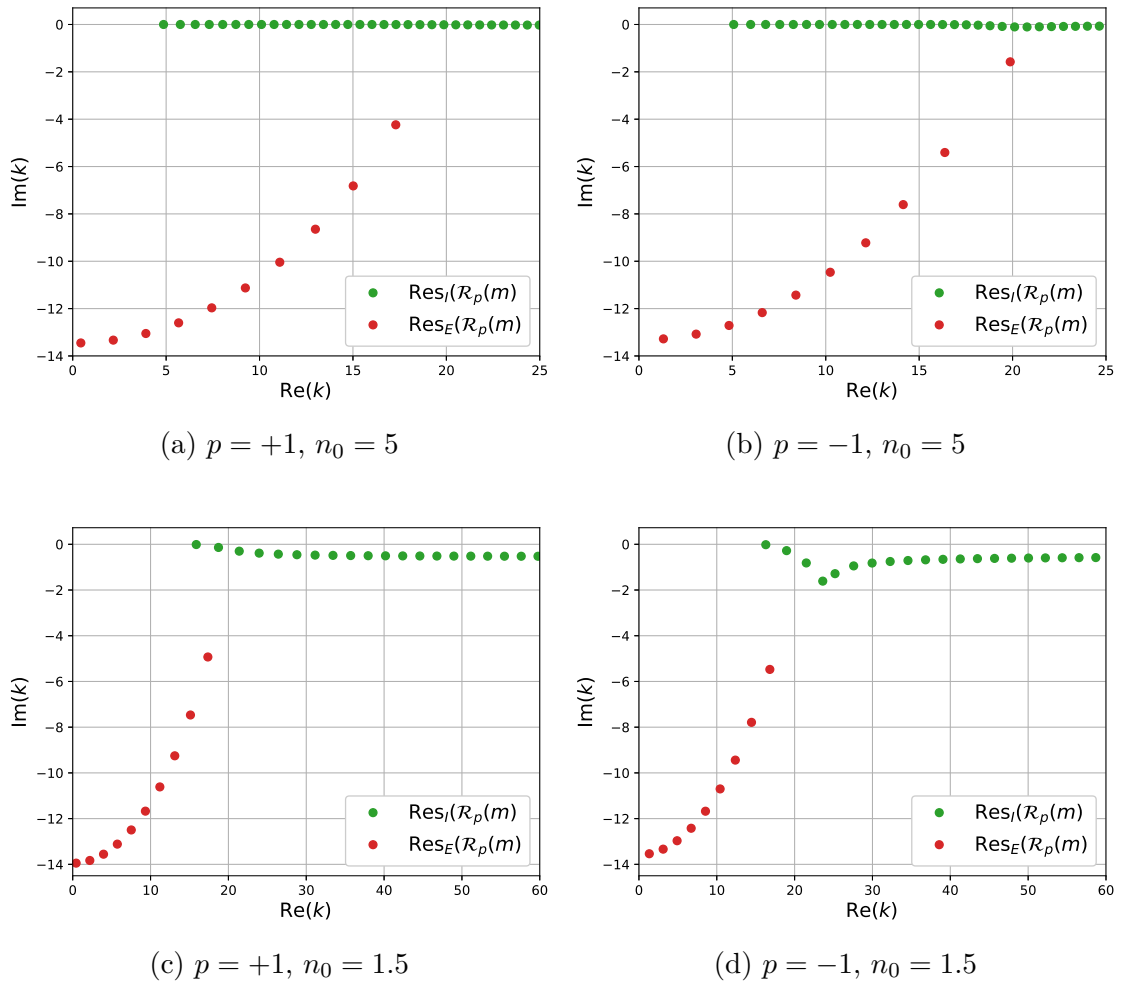 0
−2
−4
−6
−8
−10
−12
−14
Im(k)
0 5 10 15 20 25
Re(k)
Res_I(ℛ_p(m)
Res_E(ℛ_p(m)
(a) p = +1, n_0 = 5
0
−2
−4
−6
−8
−10
−12
−14
Im(k)
0 5 10 15 20 25
Re(k)
Res_I(ℛ_p(m)
Res_E(ℛ_p(m)
(b) p = −1, n_0 = 5
0
−2
−4
−6
−8
−10
−12
−14
Im(k)
0 10 20 30 40 50 60
Re(k)
Res_I(ℛ_p(m)
Res_E(ℛ_p(m)
(c) p = +1, n_0 = 1.5
0
−2
−4
−6
−8
−10
−12
−14
Im(k)
0 10 20 30 40 50 60
Re(k)
Res_I(ℛ_p(m)
Res_E(ℛ_p(m)
(d) p = −1, n_0 = 1.5